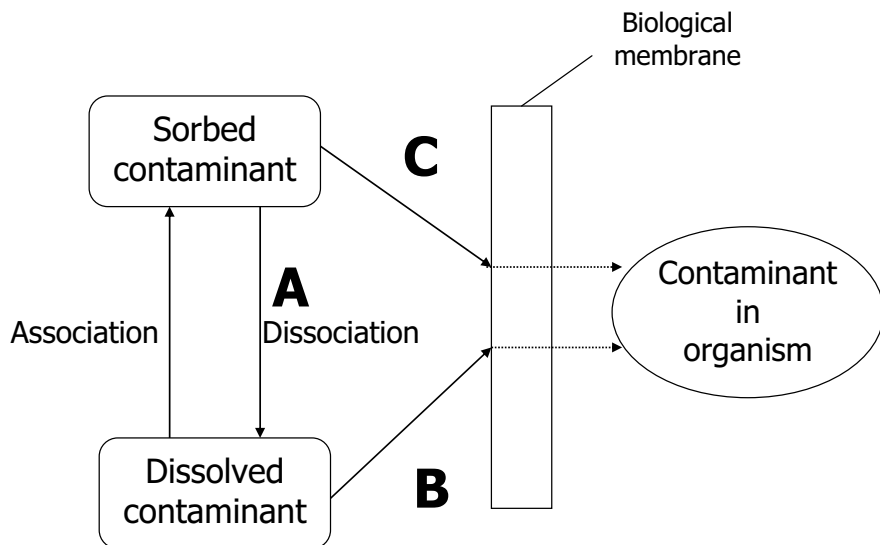 Biological
membrane
Sorbed
contaminant
C
A
Association
Dissociation
Contaminant
in
organism
Dissolved
contaminant
B